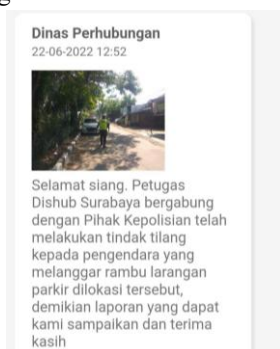 Dinas Perhubungan
22-06-2022 12:52
Selamat siang. Petugas
Dishub Surabaya bergabung
dengan Pihak Kepolisian telah
melakukan tindak tilang
kepada pengendara yang
melanggar rambu larangan
parkir dilokasi tersebut,
demikian laporan yang dapat
kami sampaikan dan terima
kasih